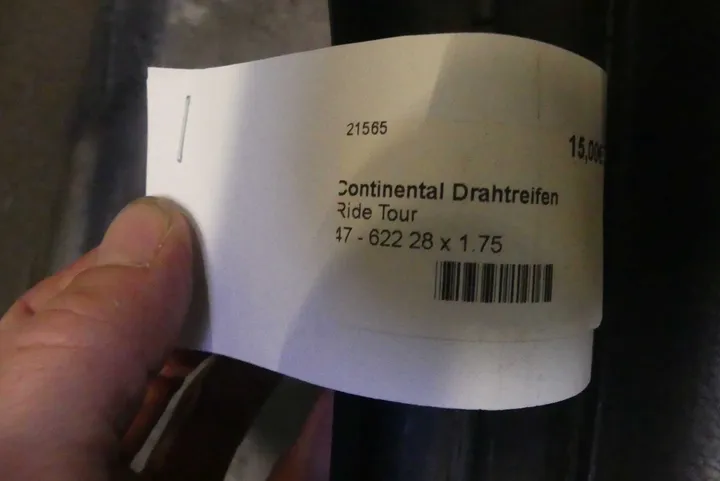 21565
15,00€
Continental Drahtreifen
Ride Tour
47 - 622 28 x 1.75